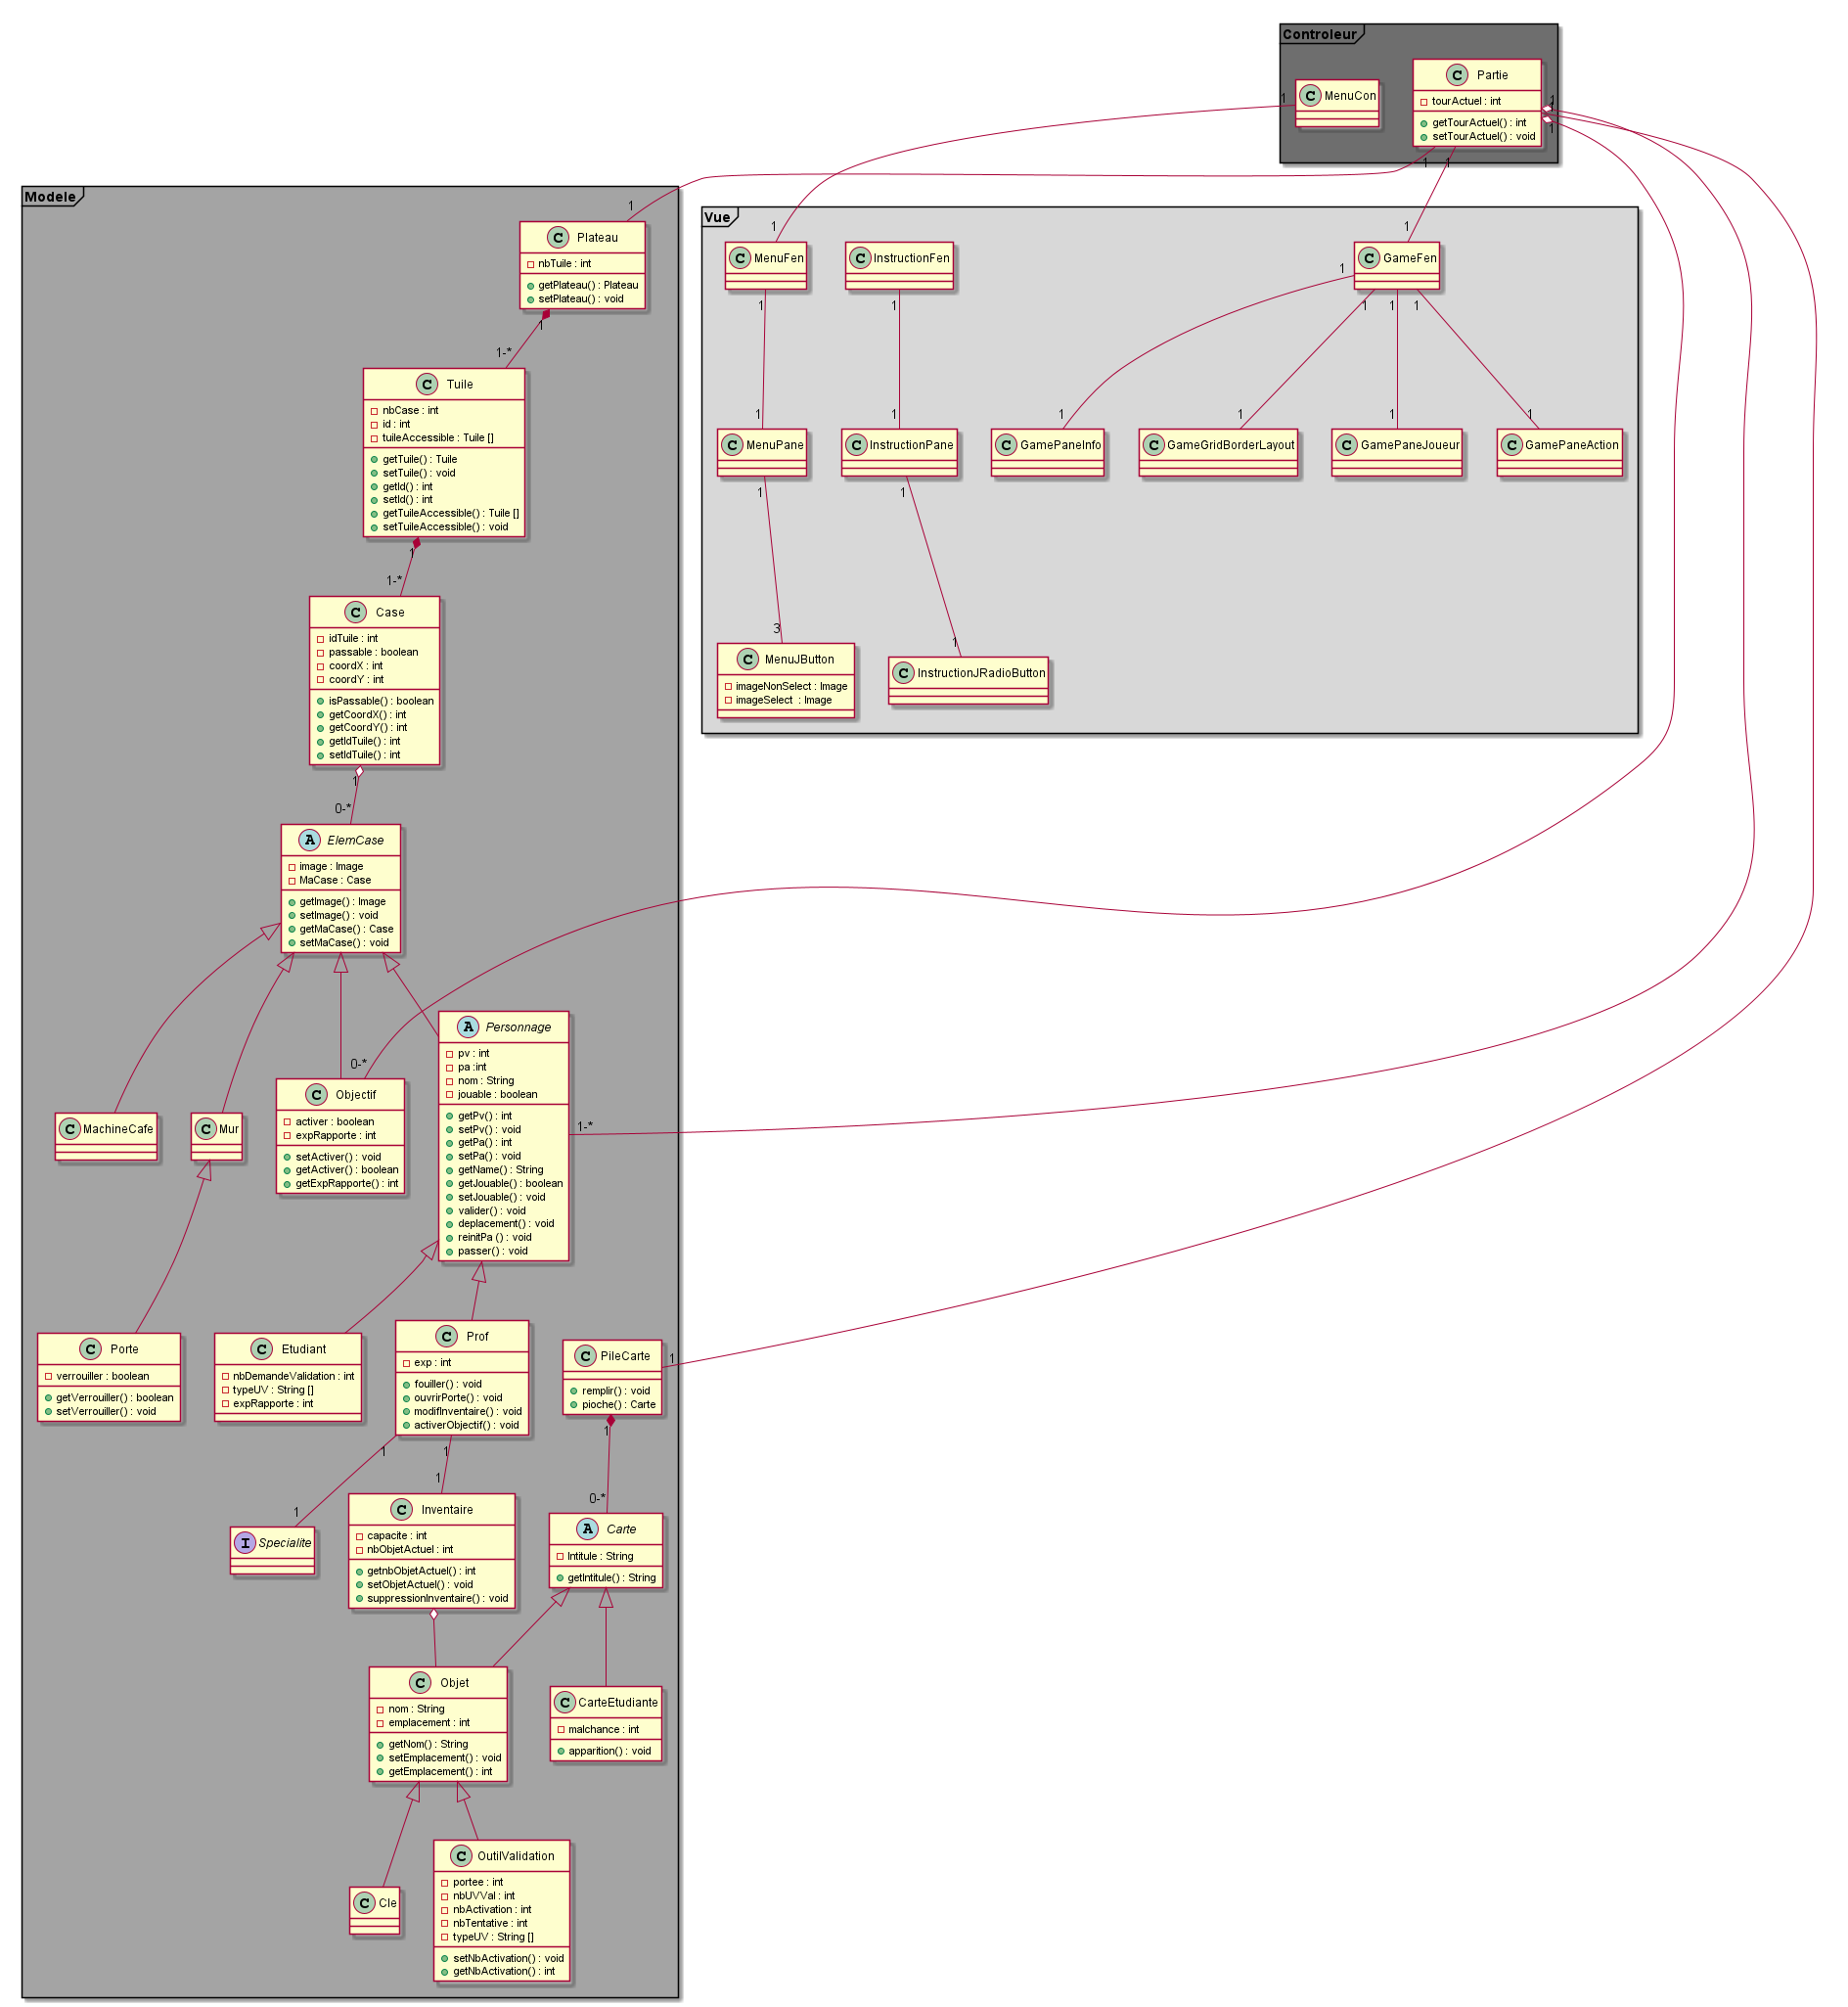 Controleur
C MenuCon
C Partie
tourActuel : int
getTourActuel() : int
setTourActuel() : void
1
1
1
1
1
1
Modele
1
C Plateau
nbTuile : int
getPlateau() : Plateau
setPlateau() : void
1
1-*
C Tuile
nbCase : int
id : int
tuileAccessible : Tuile []
getTuile() : Tuile
setTuile() : void
getId() : int
setId() : int
getTuileAccessible() : Tuile []
setTuileAccessible() : void
1
1-*
C Case
idTuile : int
passable : boolean
coordX : int
coordY : int
isPassable() : boolean
getCoordX() : int
getCoordY() : int
getIdTuile() : int
setIdTuile() : int
1
0-*
A ElemCase
image : Image
MaCase : Case
getImage() : Image
setImage() : void
getMaCase() : Case
setMaCase() : void
C MachineCafe
C Mur
0-*
C Objectif
activer : boolean
expRapporte : int
setActiver() : void
getActiver() : boolean
getExpRapporte() : int
A Personnage
pv : int
pa :int
nom : String
jouable : boolean
getPv() : int
setPv() : void
getPa() : int
setPa() : void
getName() : String
getJouable() : boolean
setJouable() : void
valider() : void
deplacement() : void
reinitPa () : void
passer() : void
1-*
C Porte
verrouiller : boolean
getVerrouiller() : boolean
setVerrouiller() : void
C Etudiant
nbDemandeValidation : int
typeUV : String []
expRapporte : int
C Prof
exp : int
fouiller() : void
ouvrirPorte() : void
modifInventaire() : void
activerObjectif() : void
1
1
C PileCarte
remplir() : void
pioche() : Carte
1
1
1
I Specialite
1
C Inventaire
capacite : int
nbObjetActuel : int
getnbObjetActuel() : int
setObjetActuel() : void
suppressionInventaire() : void
0-*
A Carte
Intitule : String
getIntitule() : String
C Objet
nom : String
emplacement : int
getNom() : String
setEmplacement() : void
getEmplacement() : int
C CarteEtudiante
malchance : int
apparition() : void
C Cle
C OutilValidation
portee : int
nbUVVal : int
nbActivation : int
nbTentative : int
typeUV : String []
setNbActivation() : void
getNbActivation() : int
Vue
1
C MenuFen
1
C InstructionFen
1
1
C GameFen
1
1
1
1
1
C MenuPane
1
1
C InstructionPane
1
1
C GamePaneInfo
1
C GameGridBorderLayout
1
C GamePaneJoueur
1
C GamePaneAction
3
C MenuJButton
imageNonSelect : Image
imageSelect : Image
1
C InstructionJRadioButton